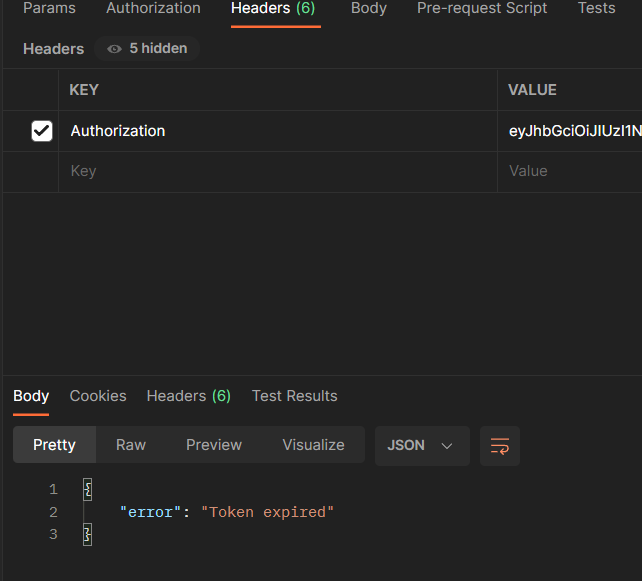 Params Authorization Headers (6) Body Pre-request Script Tests
Headers 5 hidden
KEY VALUE
Authorization eyJhbGciOiJIUzI1N
Key Value
Body Cookies Headers (6) Test Results
Pretty Raw Preview Visualize JSON
1 {
2 "error": "Token expired"
3 }